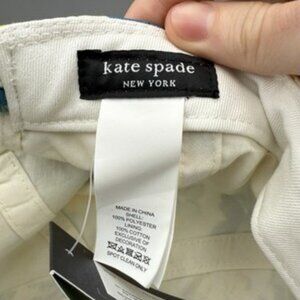 kate spade
NEW YORK
MADE IN CHINA
SHELL:
100% POLYESTER
LINING:
100% COTTON
EXCLUSIVE OF
DECORATION
SPOT CLEAN ONLY